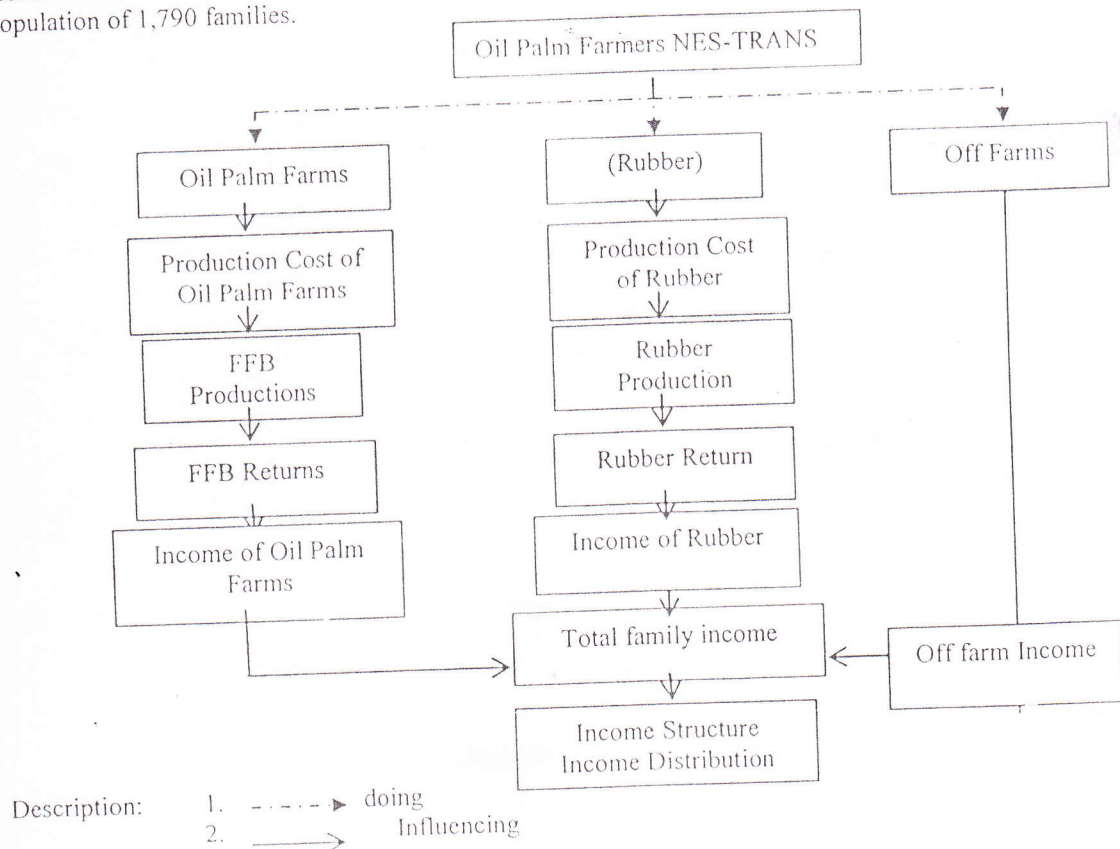 opulation of 1,790 families.
Oil Palm Farmers NES-TRANS
Oil Palm Farms
(Rubber)
Off Farms
Production Cost of
Oil Palm Farms
Production Cost
of Rubber
FFB
Productions
Rubber
Production
FFB Returns
Rubber Return
Income of Oil Palm
Farms
Income of Rubber
Total family income
Off farm Income
Income Structure
Income Distribution
Description: 1. doing
2. Influencing